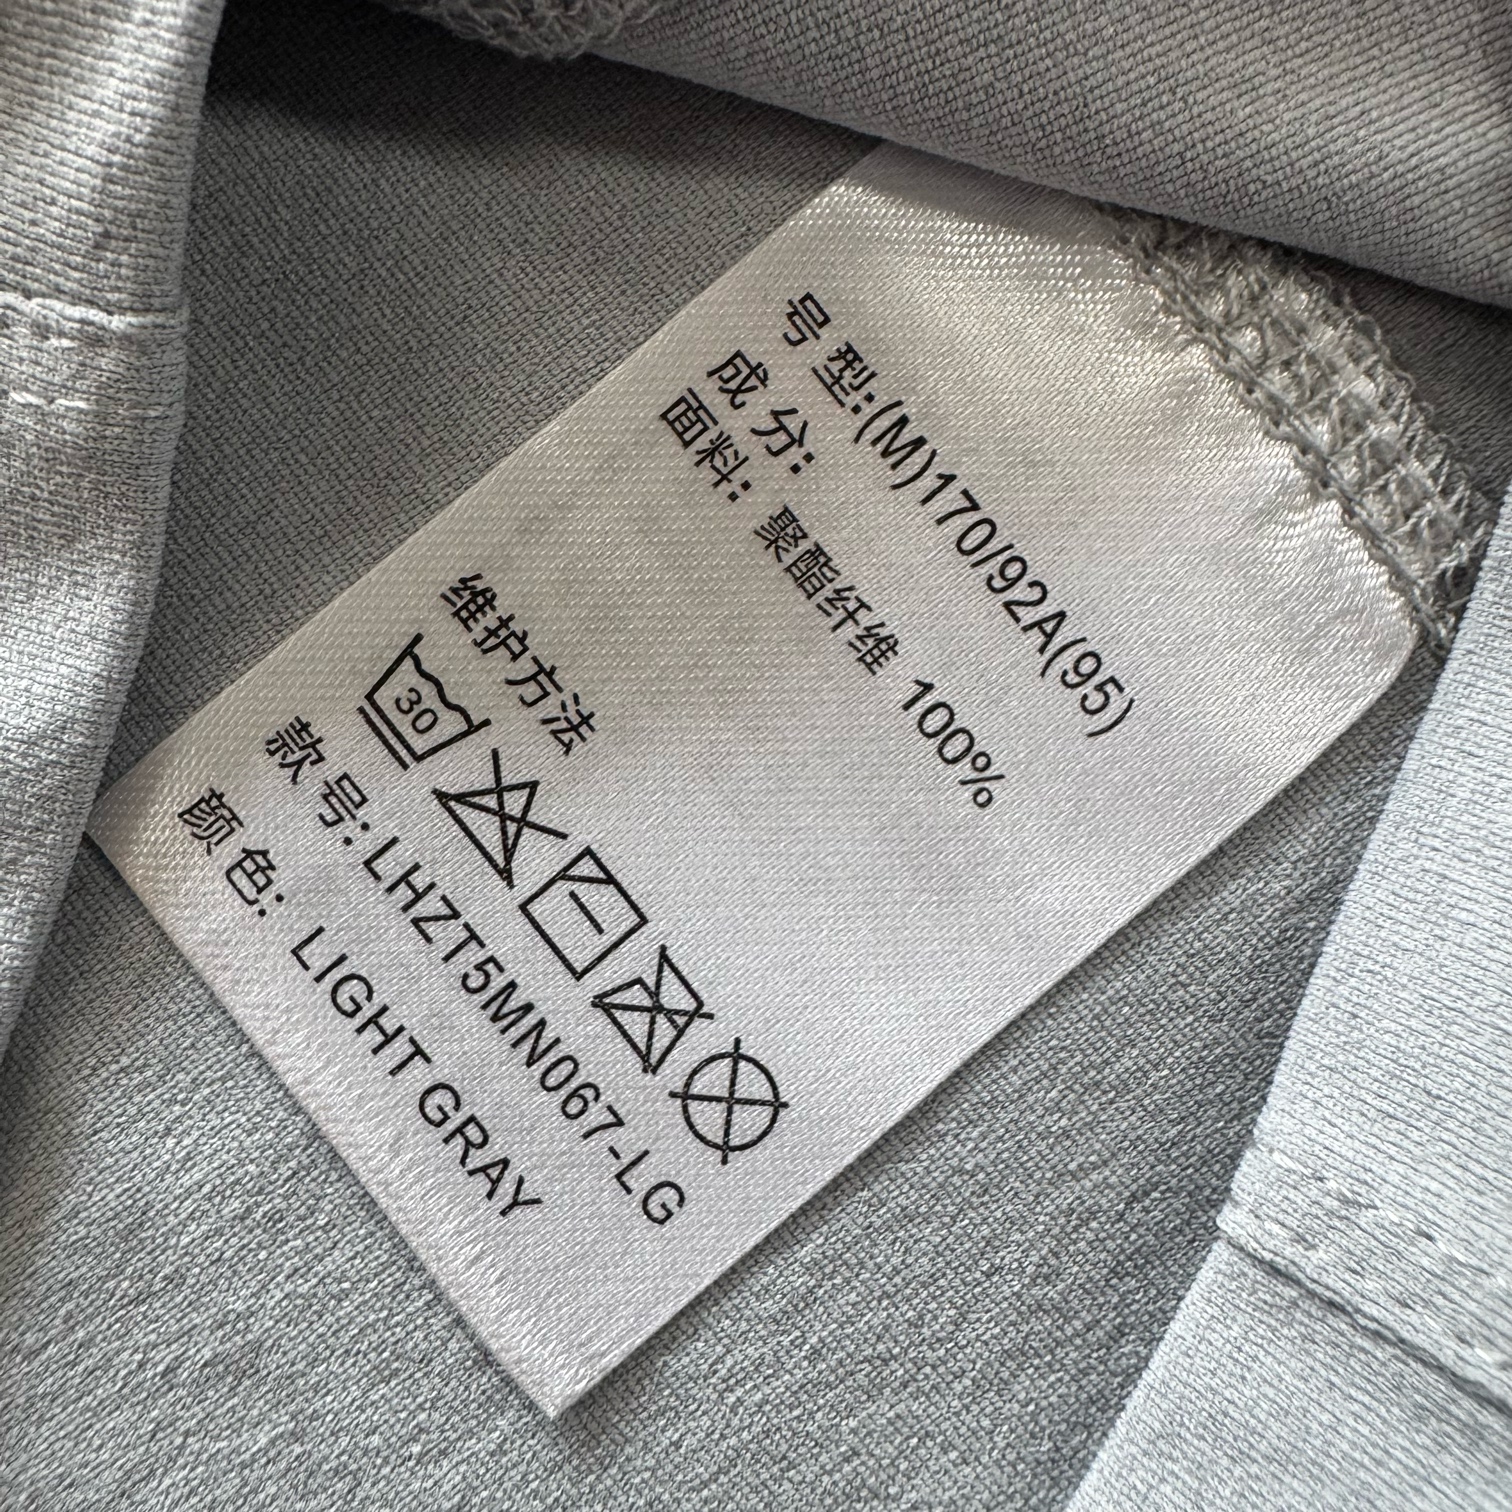 号型:(M)170/92A(95)
成分:
面料: 聚酯纤维 100%
维护方法
30
款号:LHZT5MN067-LG
颜色: LIGHT GRAY